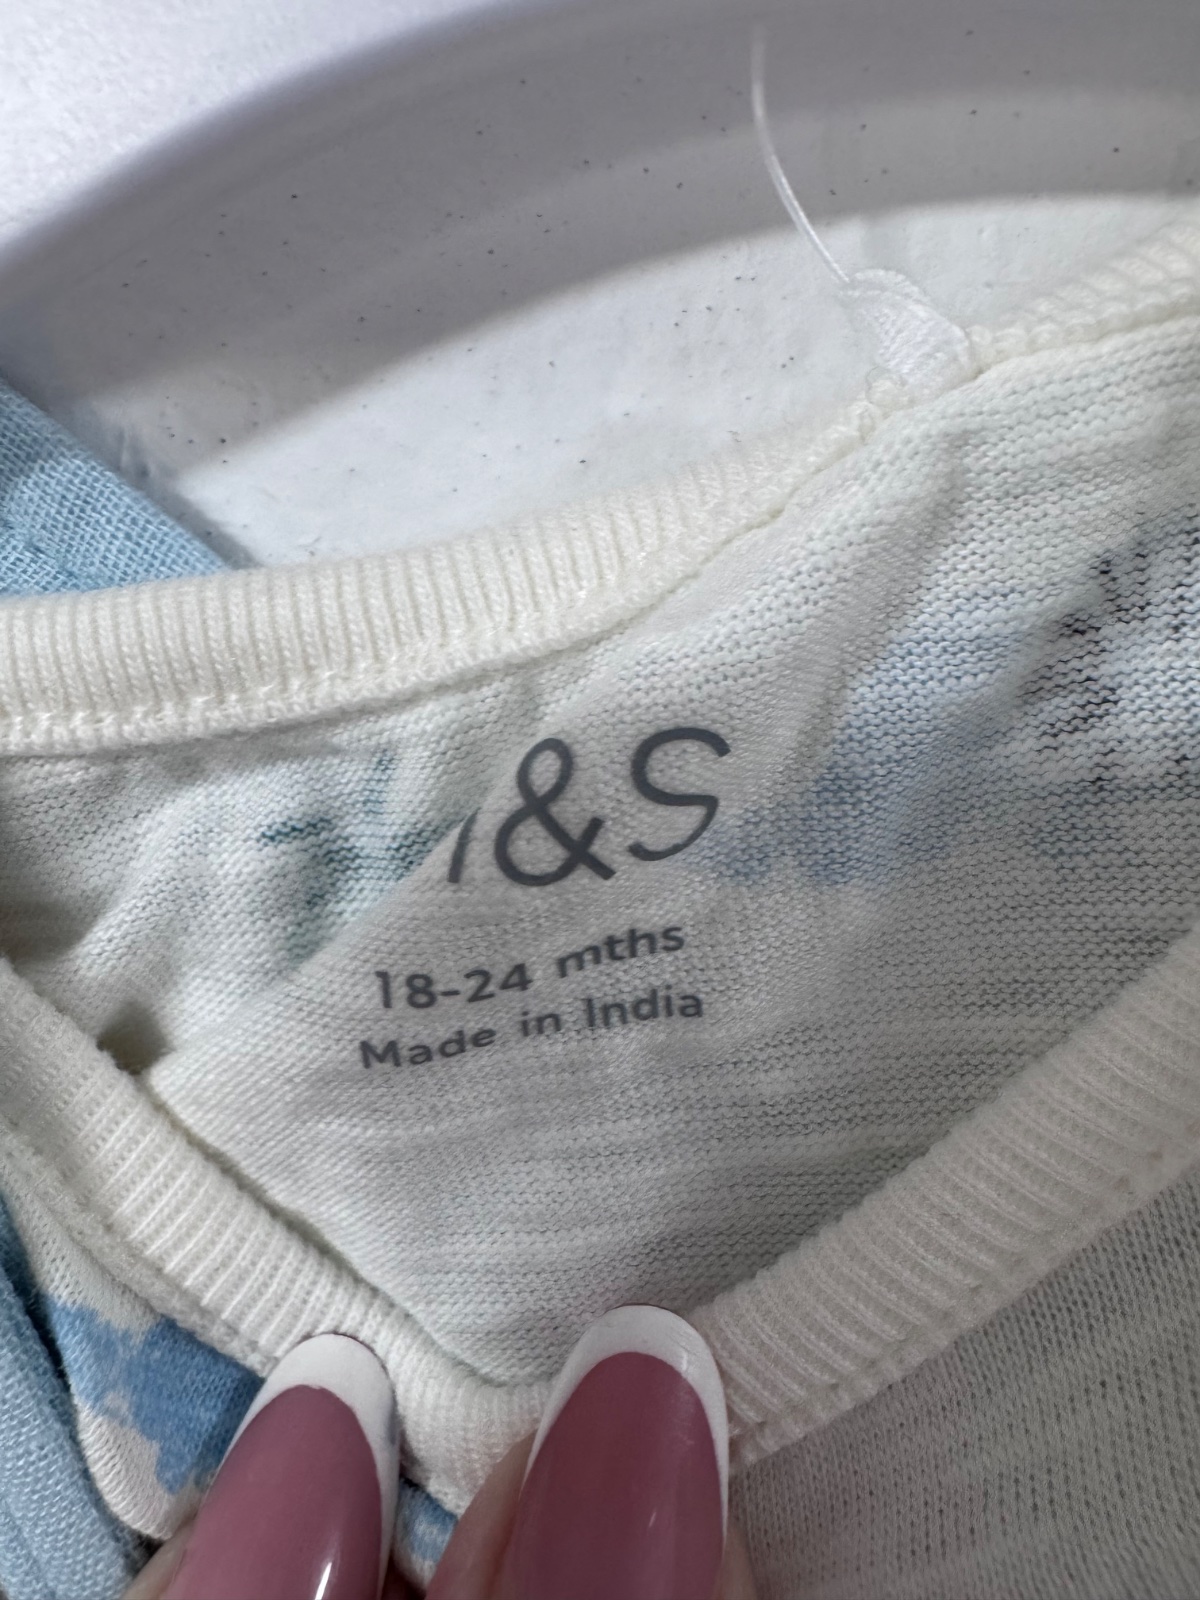 &S
18-24 mths
Made in India